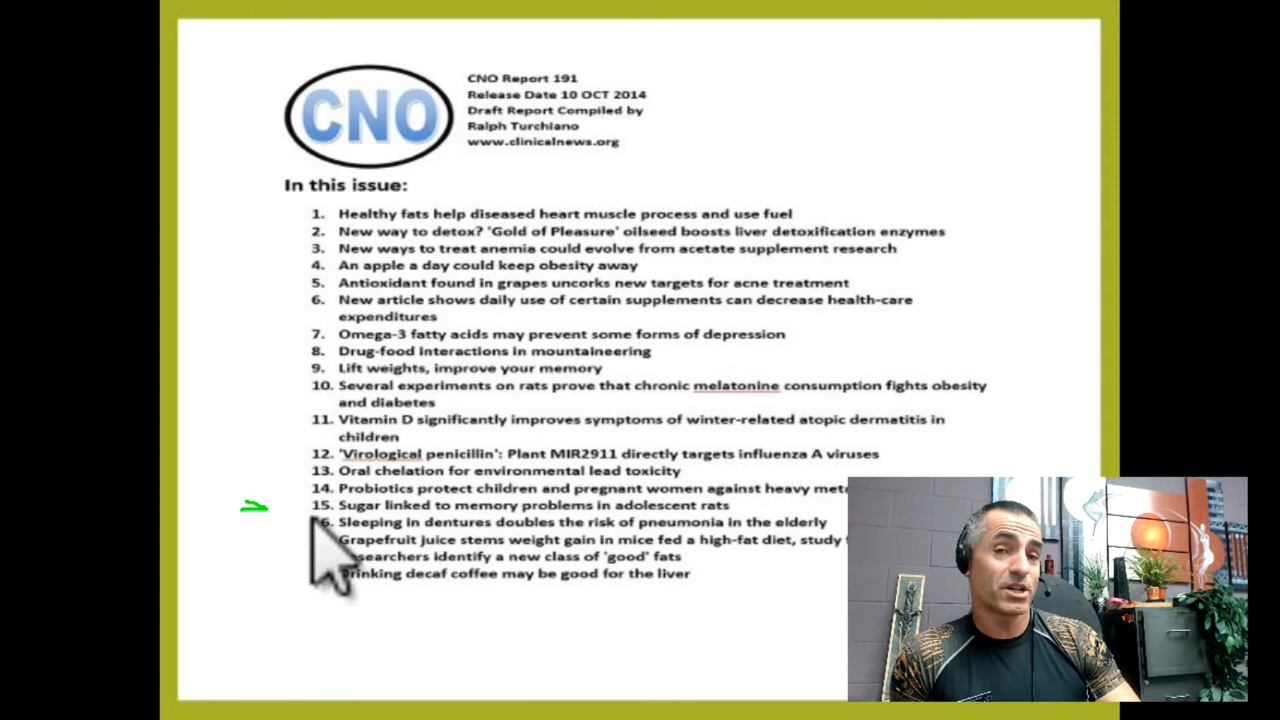 CNO
CNO Report 191
Release Date 10 OCT 2014
Draft Report Compiled by
Ralph Turchiano
www.clinicalnews.org
In this issue:
1. Healthy fats help diseased heart muscle process and use fuel
2. New way to detox? 'Gold of Pleasure' oilseed boosts liver detoxification enzymes
3. New ways to treat anemia could evolve from acetate supplement research
4. An apple a day could keep obesity away
5. Antioxidant found in grapes uncorks new targets for acne treatment
6. New article shows daily use of certain supplements can decrease health-care
expenditures
7. Omega-3 fatty acids may prevent some forms of depression
8. Drug-food interactions in mountaineering
9. Lift weights, improve your memory
10. Several experiments on rats prove that chronic melatonine consumption fights obesity
and diabetes
11. Vitamin D significantly improves symptoms of winter-related atopic dermatitis in
children
12. 'Virological penicillin': Plant MIR2911 directly targets influenza A viruses
13. Oral chelation for environmental lead toxicity
14. Probiotics protect children and pregnant women against heavy
15. Sugar linked to memory problems in adolescent rats
Sleeping in dentures doubles the risk of pneumonia in the elderly
Grapefruit juice stems weight gain in mice fed a high-fat diet, study
identify a new class of 'good' fats
Drinking decaf coffee may be good for the liver